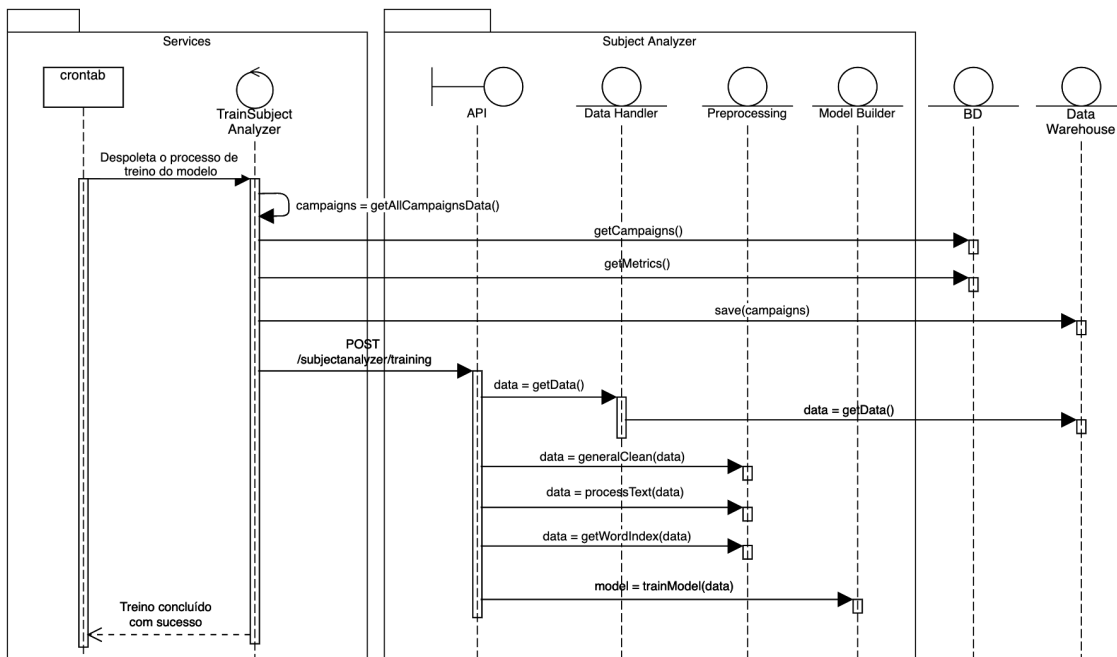 Services
Subject Analyzer
crontab
TrainSubject
Analyzer
API
Data Handler
Preprocessing
Model Builder
BD
Data
Warehouse
Despoleta o processo de
treino do modelo
campaigns = getAllCampaignsData()
getCampaigns()
getMetrics()
save(campaigns)
POST
/subjectanalyzer/training
data = getData()
data = getData()
data = generalClean(data)
data = processText(data)
data = getWordIndex(data)
model = trainModel(data)
Treino concluído
com sucesso